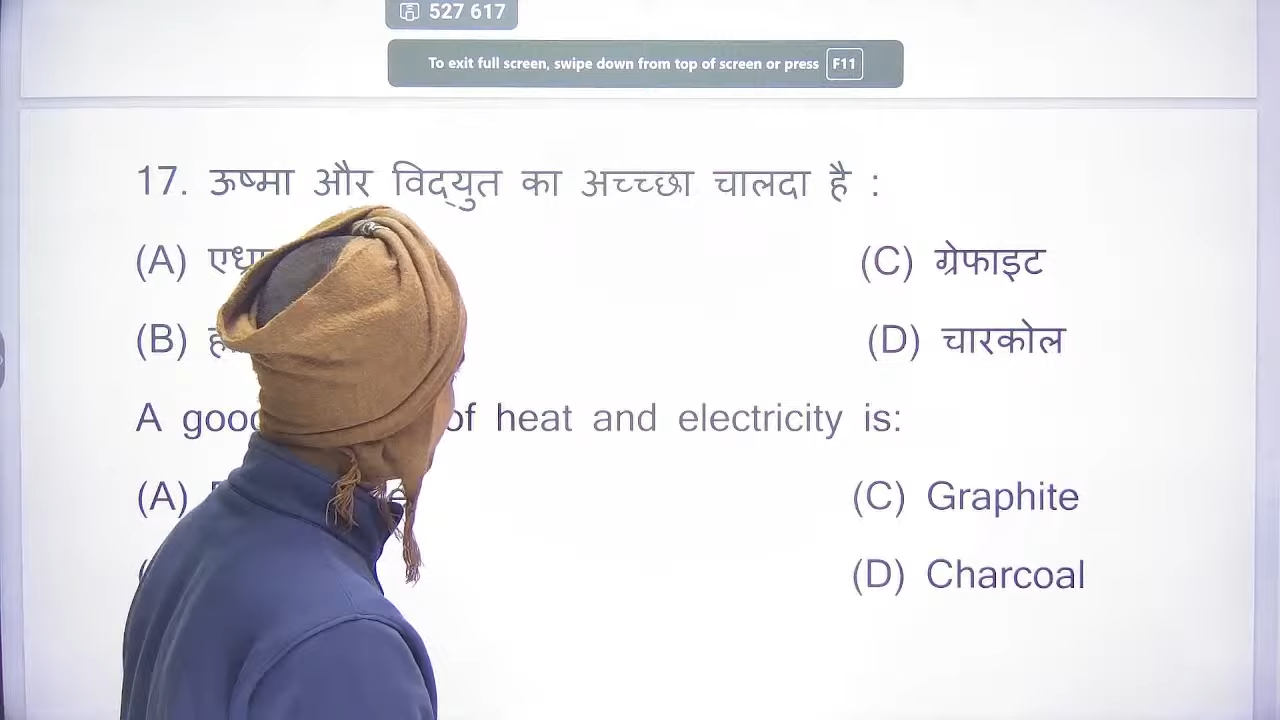 527 617
To exit full screen, swipe down from top of screen or press F11
17. ऊष्मा और विद्युत का अच्च्छा चालदा है :
(A)
(C) ग्रेफाइट
(B)
(D) चारकोल
A of heat and electricity is:
(A)
(C) Graphite
(D) Charcoal